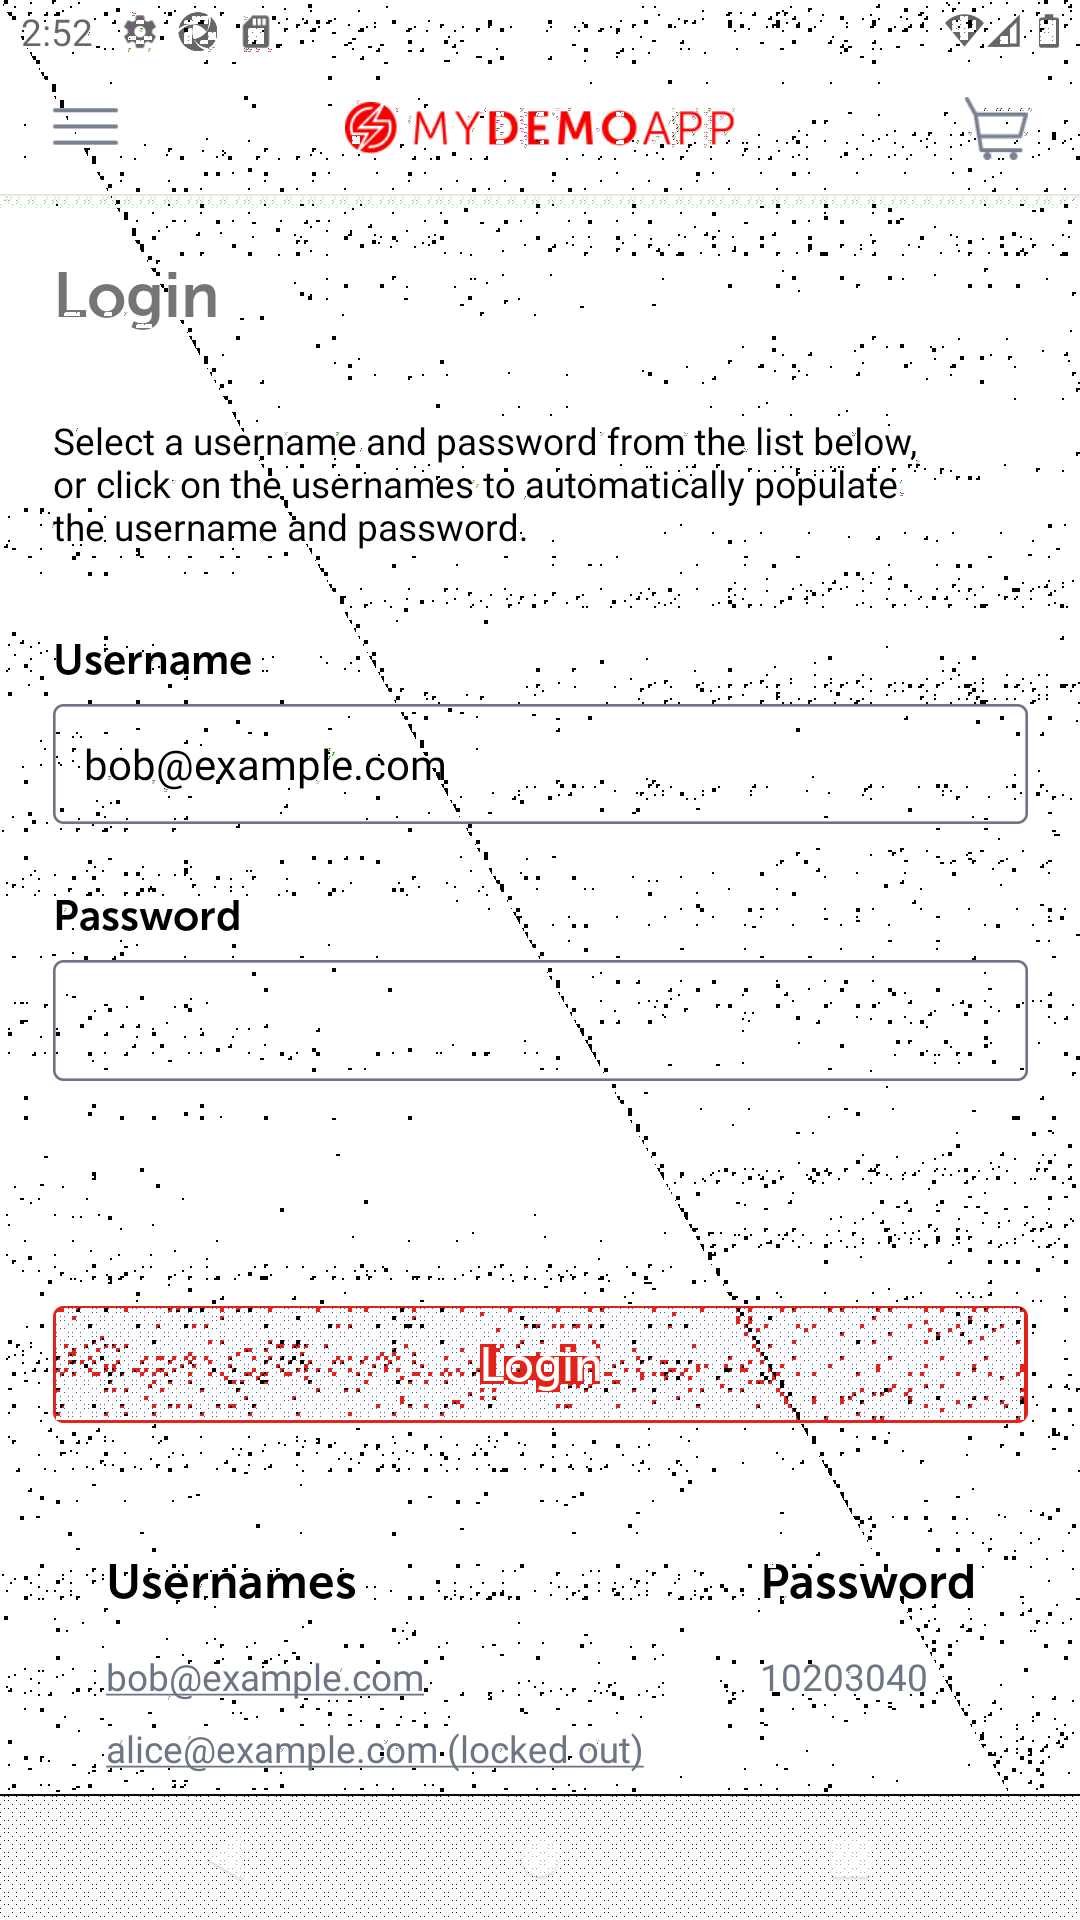 2:52
MYDEMOAPP
Login
Select a username and password from the list below,
or click on the usernames to automatically populate
the username and password.
Username
bob@example.com
Password
Login
Usernames Password
bob@example.com 10203040
alice@example.com (locked out)